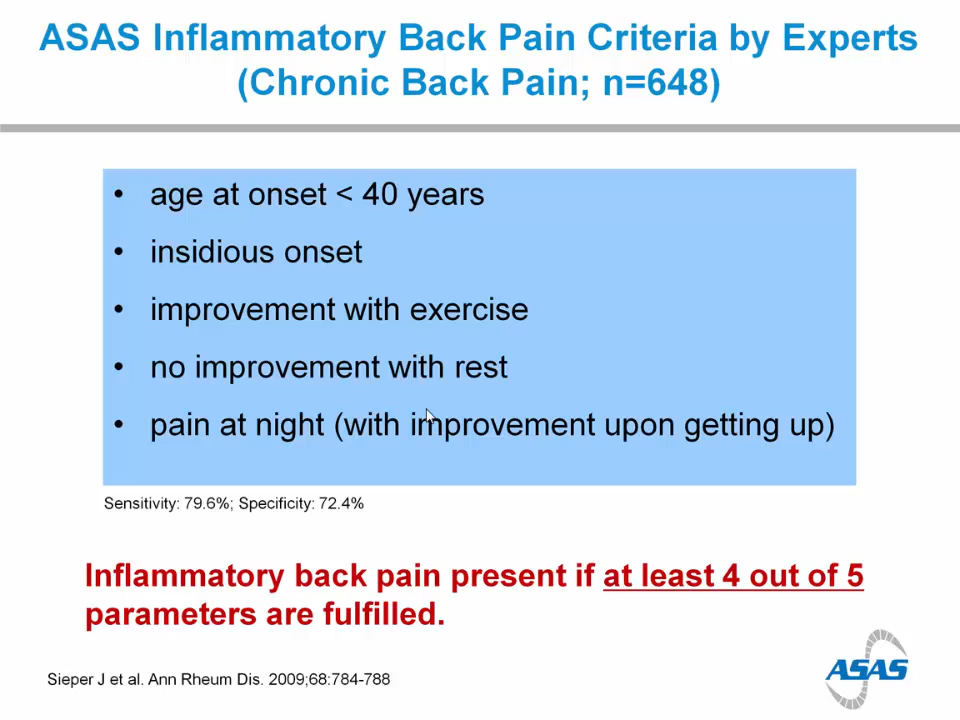 ASAS Inflammatory Back Pain Criteria by Experts
(Chronic Back Pain; n=648)
• age at onset < 40 years
• insidious onset
• improvement with exercise
• no improvement with rest
• pain at night (with improvement upon getting up)
Sensitivity: 79.6%; Specificity: 72.4%
Inflammatory back pain present if at least 4 out of 5
parameters are fulfilled.
Sieper J et al. Ann Rheum Dis. 2009;68:784-788
ASAS